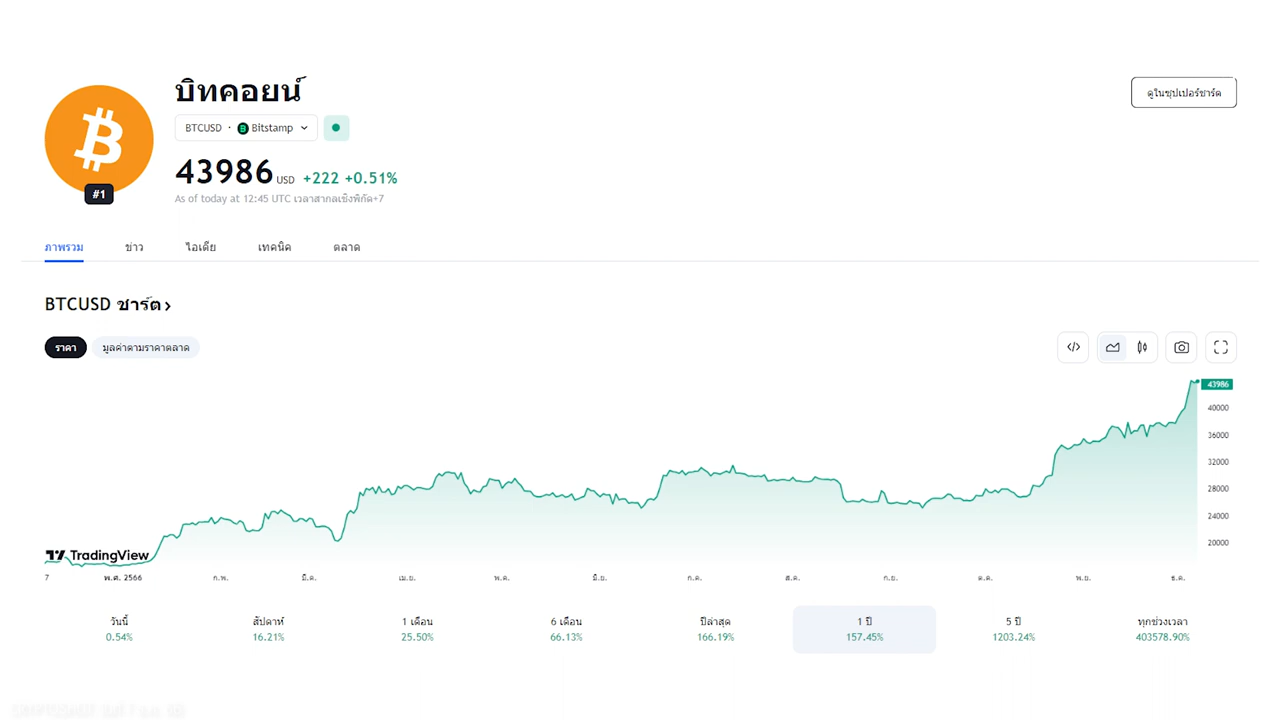 บิทคอยน์
ดูในซุปเปอร์ชาร์ต
BTCUSD · Bitstamp
#1
43986 USD +222 +0.51%
As of today at 12:45 UTC เวลาสากลเชิงพิกัด+7
ภาพรวม ข่าว ไอเดีย เทคนิค ตลาด
BTCUSD ชาร์ต
ราคา มูลค่าตามราคาตลาด
43986
40000
36000
32000
28000
24000
20000
TradingView
7 พ.ศ. 2566 ก.พ. มี.ค. เม.ย. พ.ค. มิ.ย. ก.ค. ส.ค. ก.ย. ต.ค. พ.ย. ธ.ค.
วันนี้ สัปดาห์ 1 เดือน 6 เดือน ปีล่าสุด 1 ปี 5 ปี ทุกช่วงเวลา
0.54% 16.21% 25.50% 66.13% 166.19% 157.45% 1203.24% 403578.90%